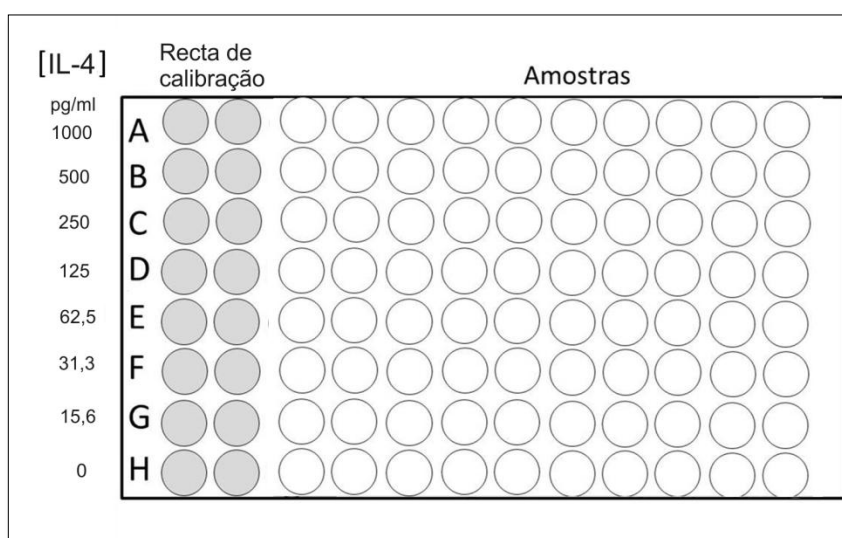 [IL-4]
Recta de
calibração
Amostras
pg/ml
1000
A
500
B
250
C
125
D
62,5
E
31,3
F
15,6
G
0
H